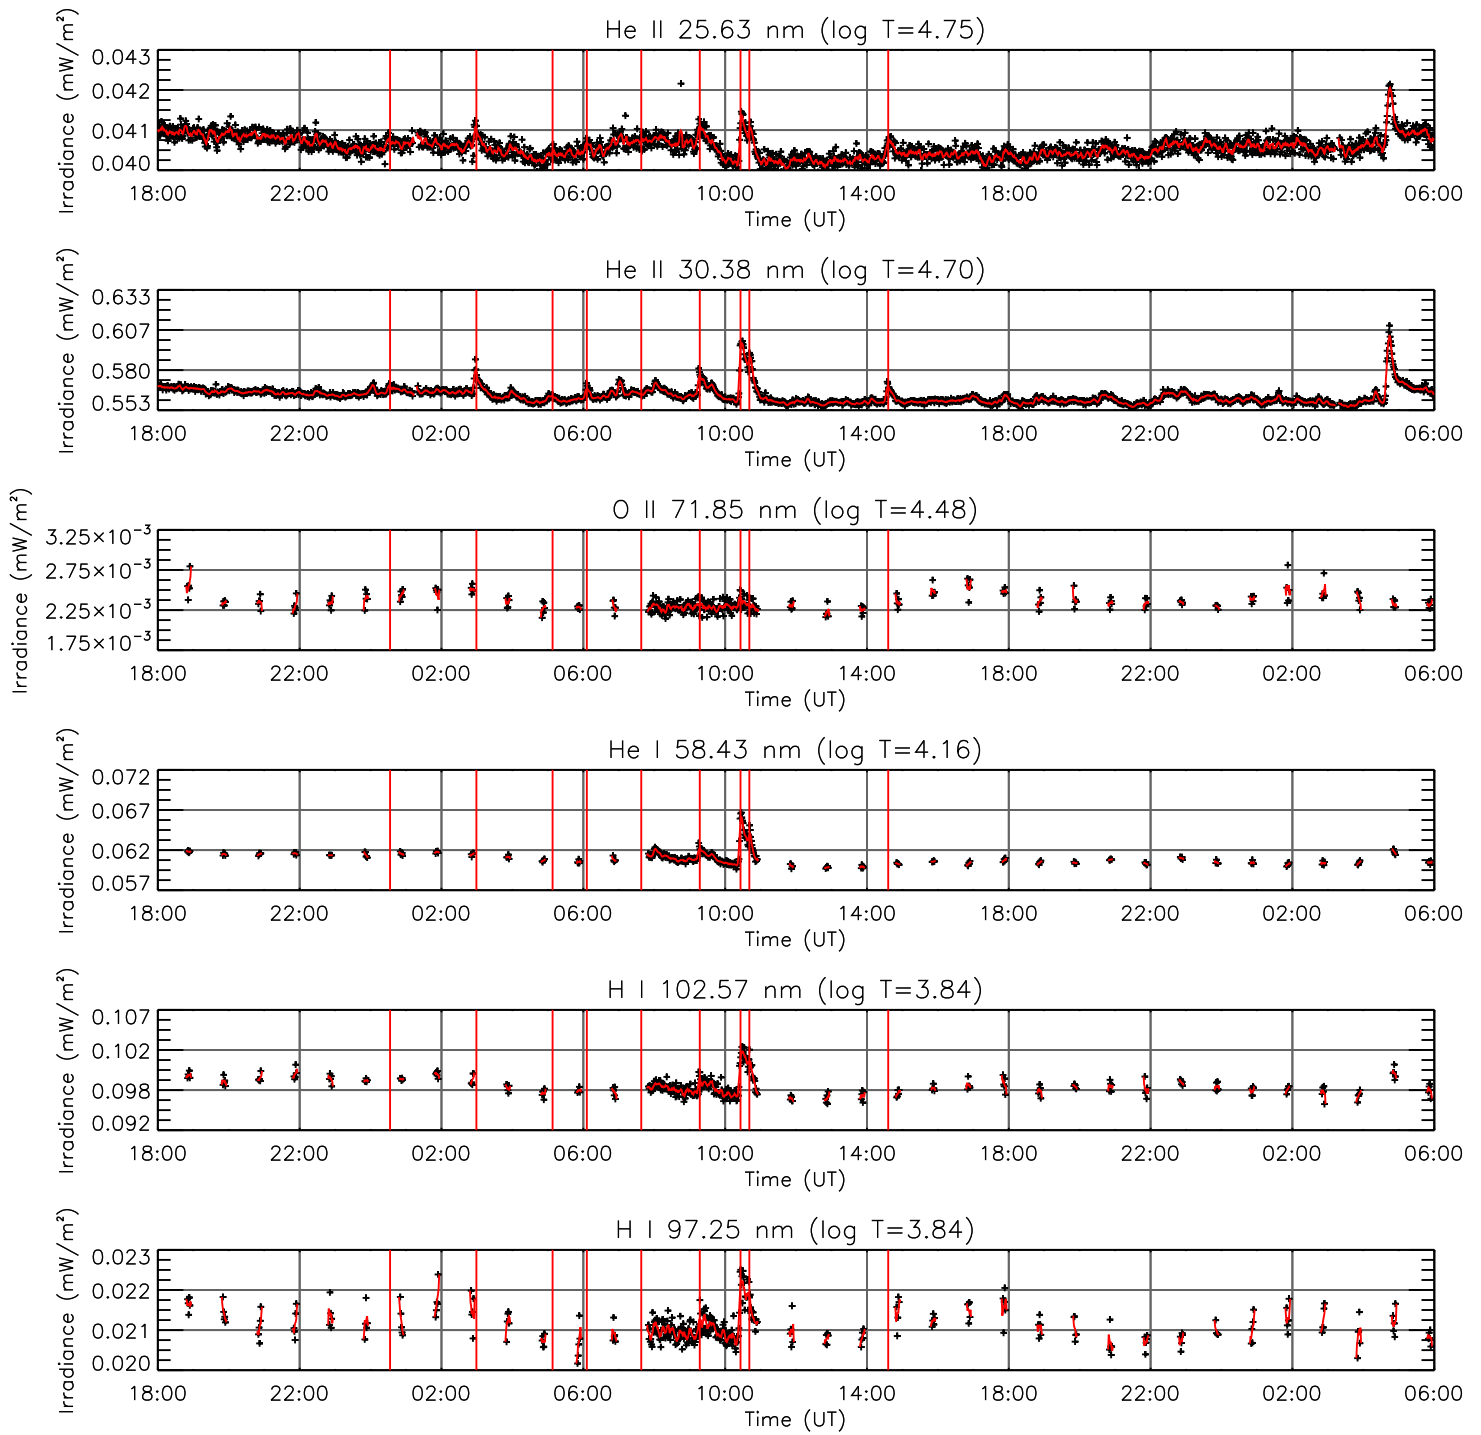 He II 25.63 nm (log T=4.75)
Irradiance (mW/m²)
0.043
0.042
0.041
0.040
18:00 22:00 02:00 06:00 10:00 14:00 18:00 22:00 02:00 06:00
Time (UT)
He II 30.38 nm (log T=4.70)
Irradiance (mW/m²)
0.633
0.607
0.580
0.553
18:00 22:00 02:00 06:00 10:00 14:00 18:00 22:00 02:00 06:00
Time (UT)
O II 71.85 nm (log T=4.48)
Irradiance (mW/m²)
3.25×10⁻³
2.75×10⁻³
2.25×10⁻³
1.75×10⁻³
18:00 22:00 02:00 06:00 10:00 14:00 18:00 22:00 02:00 06:00
Time (UT)
He I 58.43 nm (log T=4.16)
Irradiance (mW/m²)
0.072
0.067
0.062
0.057
18:00 22:00 02:00 06:00 10:00 14:00 18:00 22:00 02:00 06:00
Time (UT)
H I 102.57 nm (log T=3.84)
Irradiance (mW/m²)
0.107
0.102
0.098
0.092
18:00 22:00 02:00 06:00 10:00 14:00 18:00 22:00 02:00 06:00
Time (UT)
H I 97.25 nm (log T=3.84)
Irradiance (mW/m²)
0.023
0.022
0.021
0.020
18:00 22:00 02:00 06:00 10:00 14:00 18:00 22:00 02:00 06:00
Time (UT)